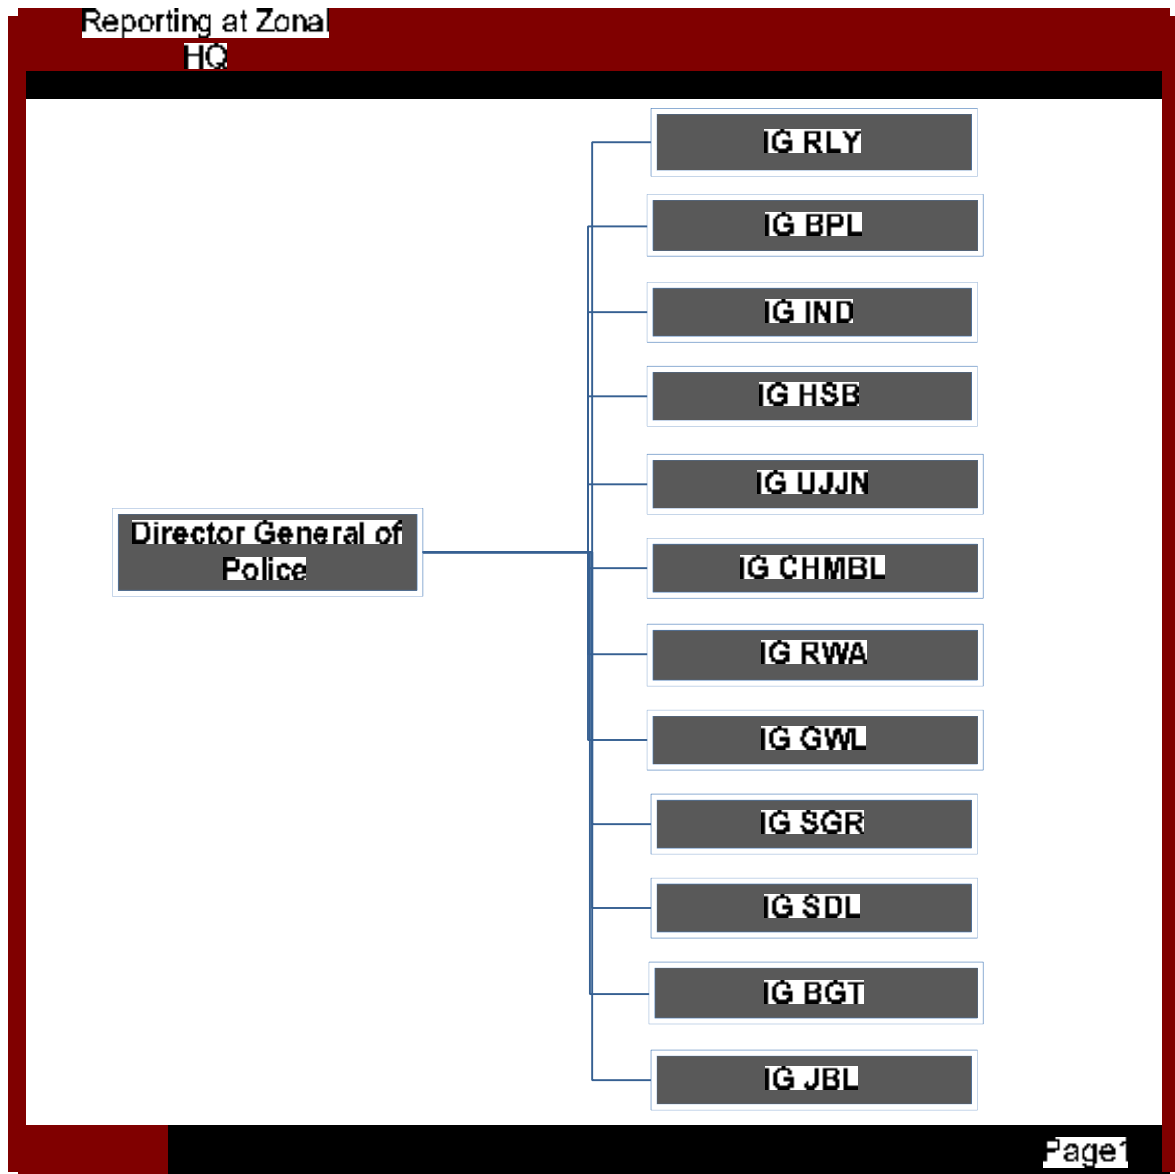 Reporting at Zonal
HQ
IG RLY
IG BPL
IG IND
IG HSB
IG UJJN
Director General of
Police
IG CHMBL
IG RWA
IG GWL
IG SGR
IG SDL
IG BGT
IG JBL
Page1